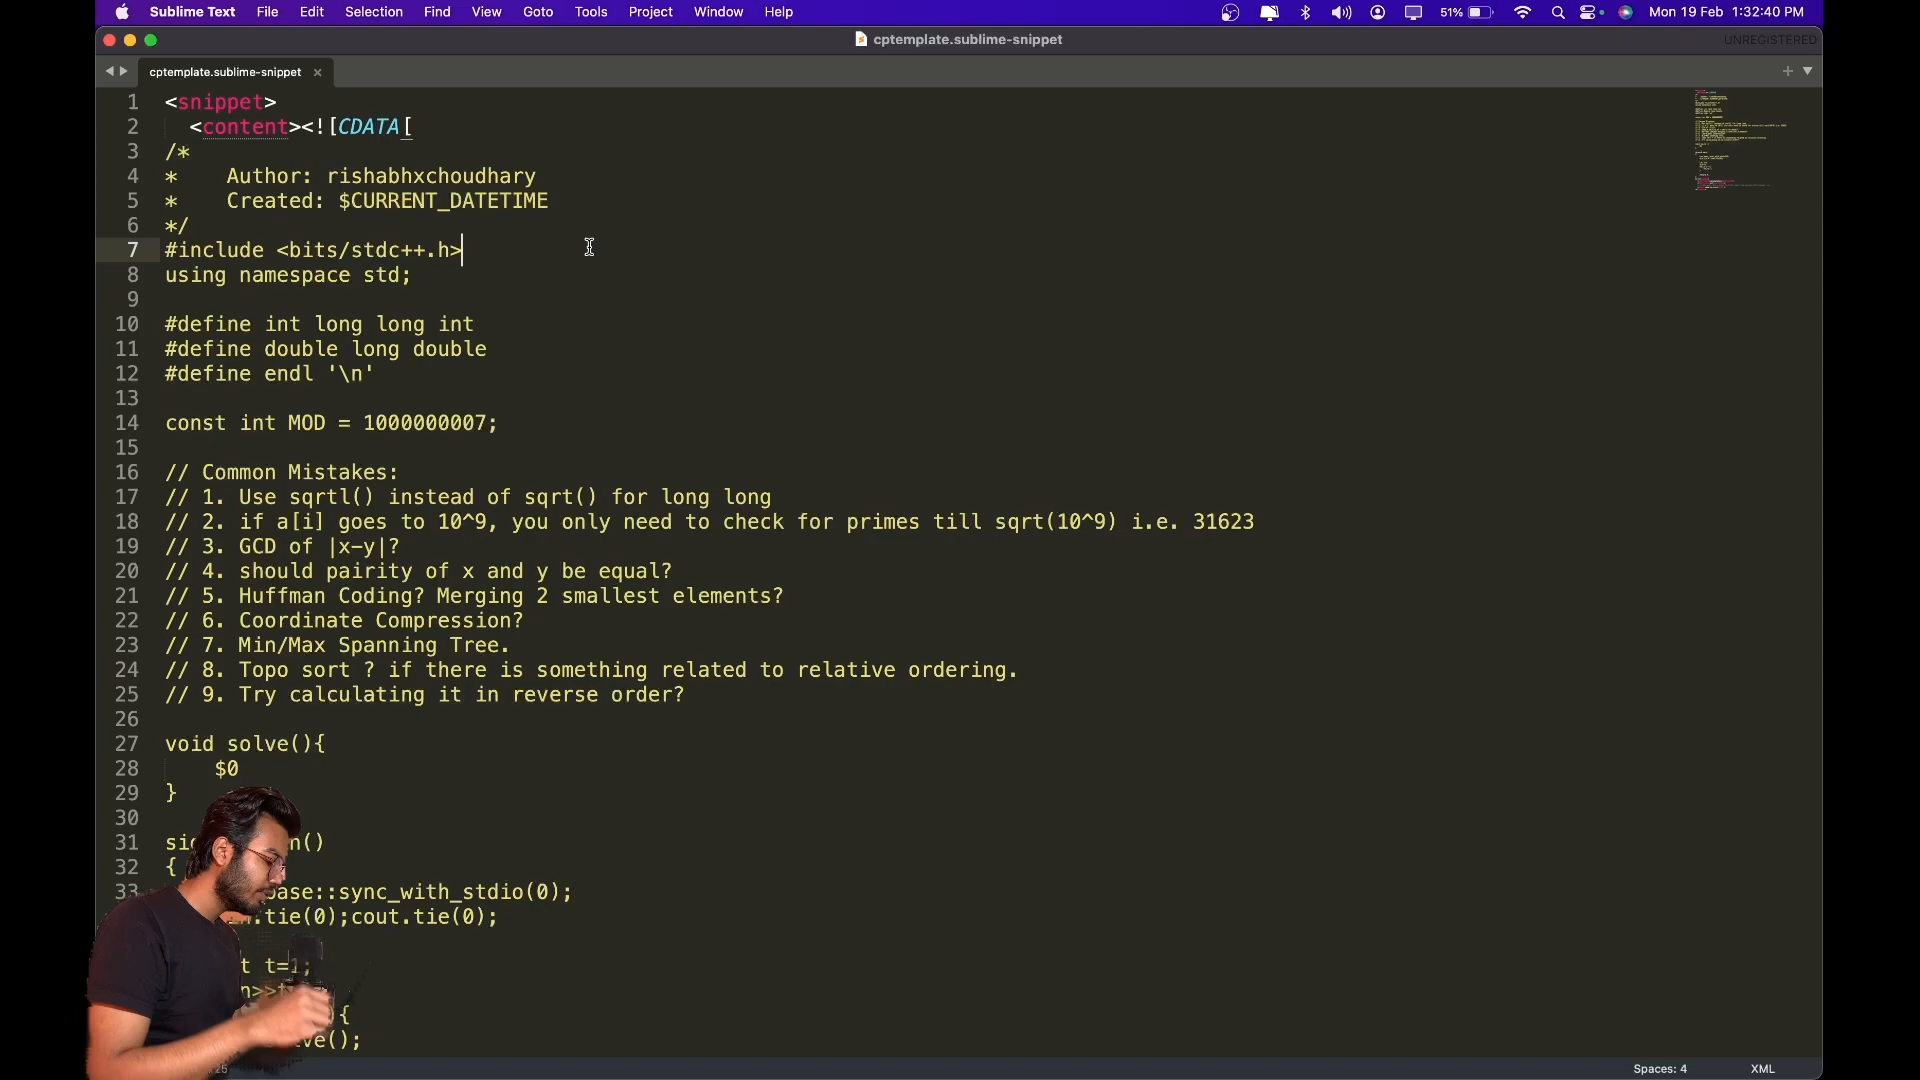 Sublime Text File Edit Selection Find View Goto Tools Project Window Help 51% Mon 19 Feb 1:32:40 PM
cptemplate.sublime-snippet UNREGISTERED
cptemplate.sublime-snippet
1 <snippet>
2 <content><![CDATA[
3 /*
4 * Author: rishabhxchoudhary
5 * Created: $CURRENT_DATETIME
6 */
7 #include <bits/stdc++.h>
8 using namespace std;
9
10 #define int long long int
11 #define double long double
12 #define endl '\n'
13
14 const int MOD = 1000000007;
15
16 // Common Mistakes:
17 // 1. Use sqrtl() instead of sqrt() for long long
18 // 2. if a[i] goes to 10^9, you only need to check for primes till sqrt(10^9) i.e. 31623
19 // 3. GCD of |x-y|?
20 // 4. should pairity of x and y be equal?
21 // 5. Huffman Coding? Merging 2 smallest elements?
22 // 6. Coordinate Compression?
23 // 7. Min/Max Spanning Tree.
24 // 8. Topo sort ? if there is something related to relative ordering.
25 // 9. Try calculating it in reverse order?
26
27 void solve(){
28 $0
29 }
30
31 n()
32 {
33 base::sync_with_stdio(0);
.tie(0);cout.tie(0);
t t=1;
{
();
Spaces: 4 XML